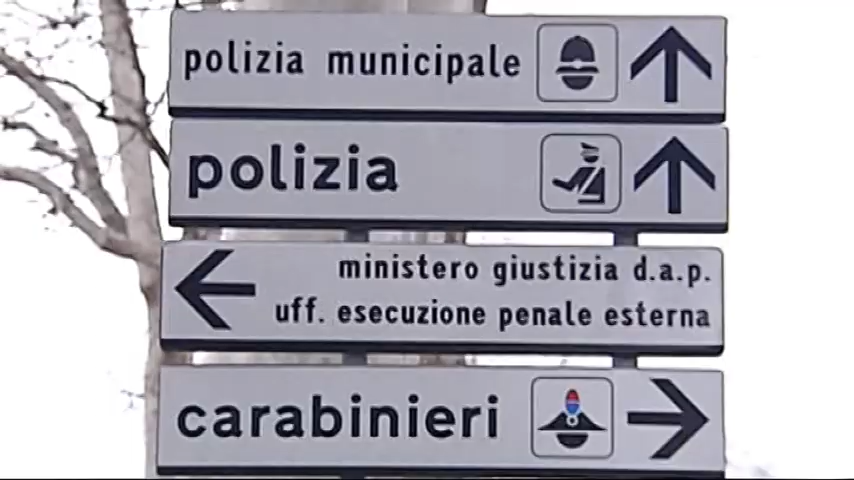 polizia municipale
polizia
ministero giustizia d.a.p.
uff. esecuzione penale esterna
carabinieri